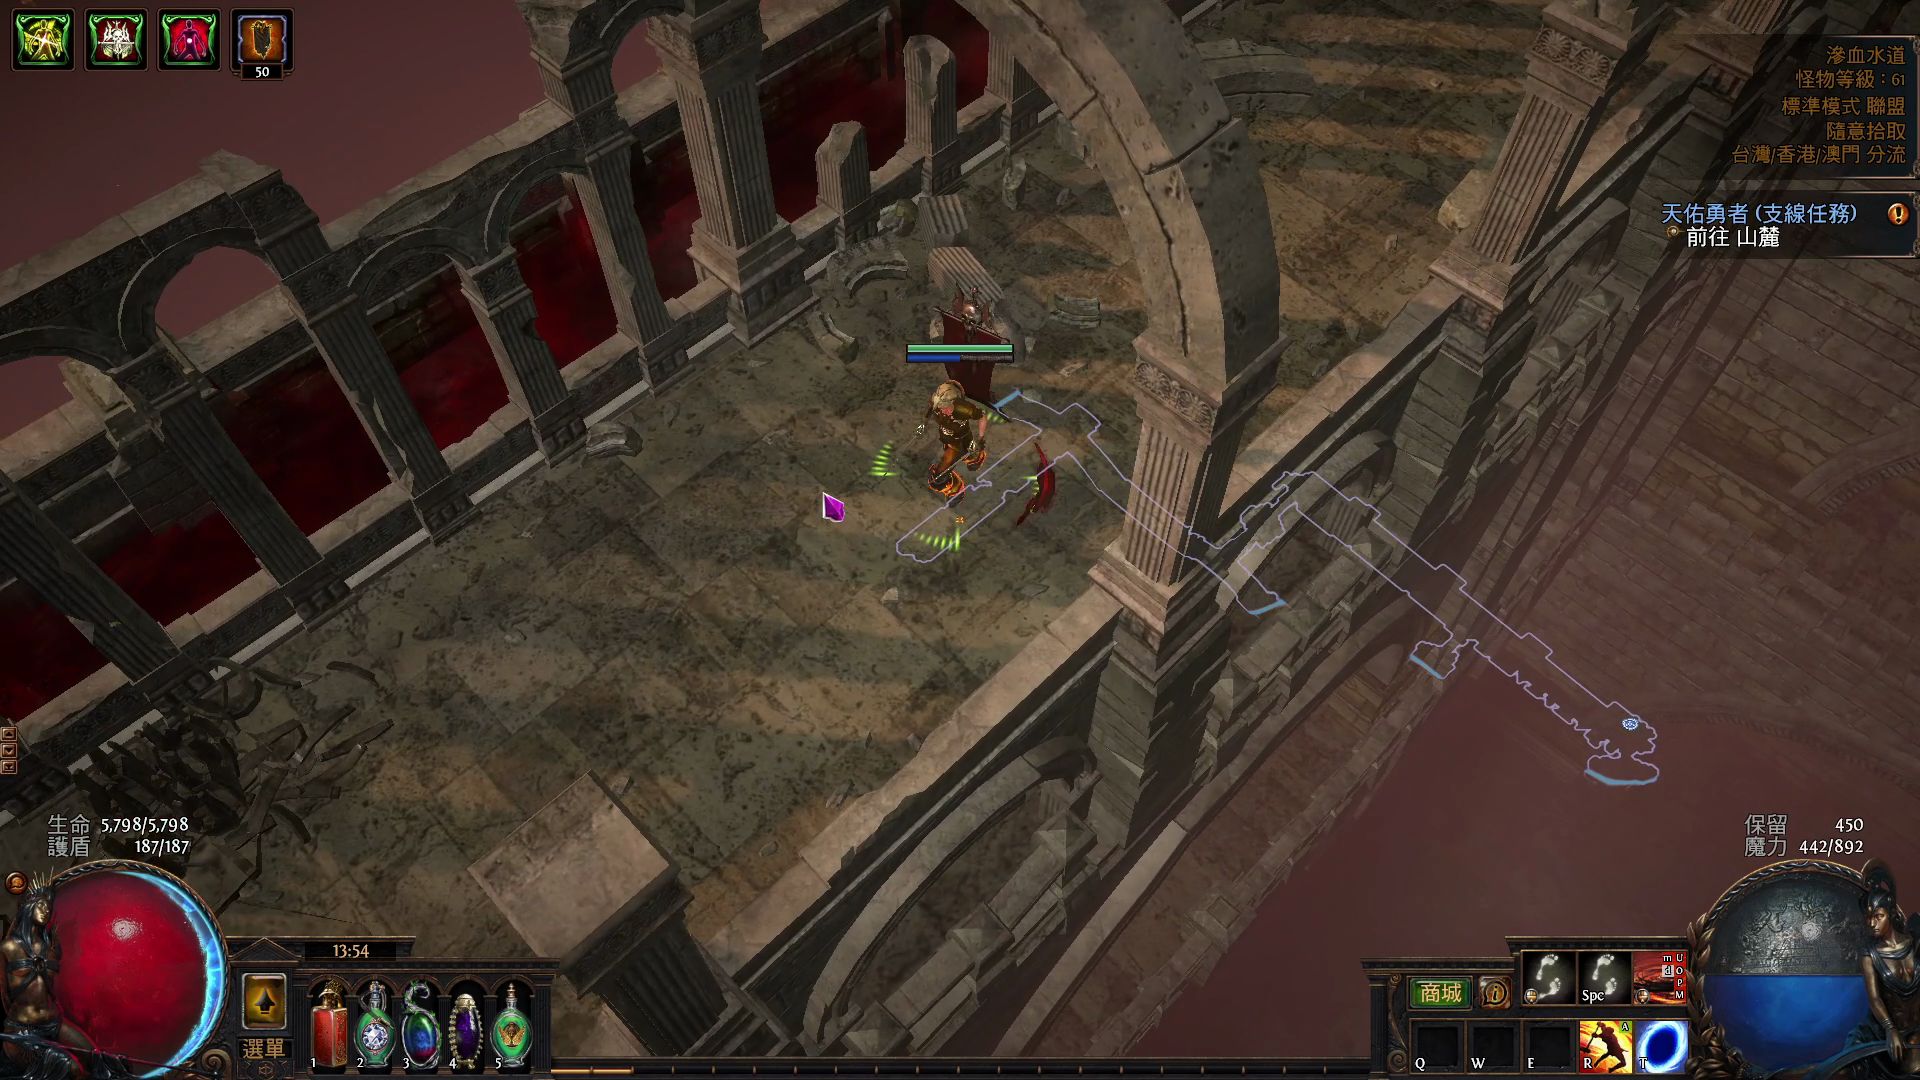 50
滲血水道
怪物等級：61
標準模式 聯盟
隨意拾取
台灣/香港/澳門 分流
天佑勇者 (支線任務)
前往 山麓
生命 5,798/5,798
護盾 187/187
保留 450
魔力 442/892
13:54
選單
1 2 3 4 5
商城
Spc
m U
d O
P
M
Q W E R T
A